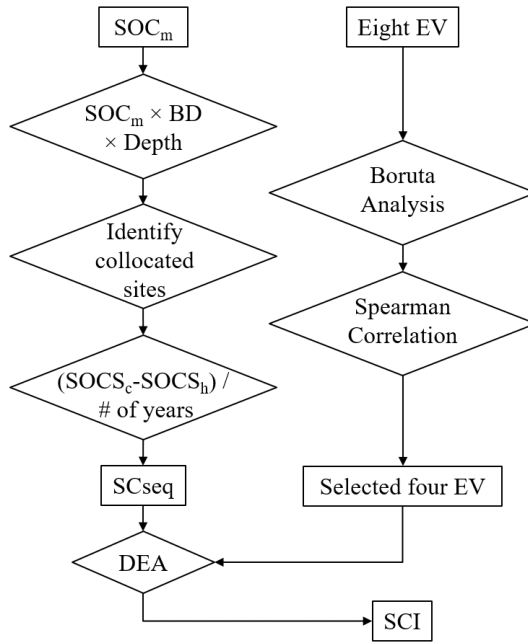 SOCₘ
Eight EV
SOCₘ × BD
× Depth
Boruta
Analysis
Identify
collocated
sites
Spearman
Correlation
(SOCS꜀-SOCSₕ) /
# of years
SCseq
Selected four EV
DEA
SCI